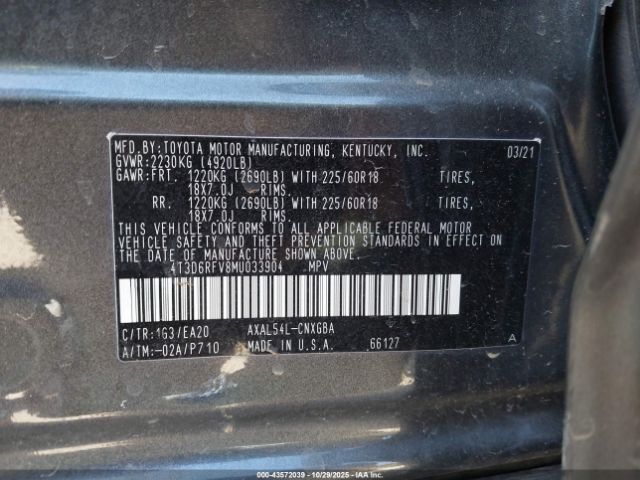 MFD.BY:TOYOTA MOTOR MANUFACTURING, KENTUCKY, INC. 03/21
GVWR:2230KG (4920LB)
GAWR:FRT. 1220KG (2690LB) WITH 225/60R18 TIRES,
18X7.0J RIMS.
RR. 1220KG (2690LB) WITH 225/60R18 TIRES,
18X7.0J RIMS.
THIS VEHICLE CONFORMS TO ALL APPLICABLE FEDERAL MOTOR
VEHICLE SAFETY AND THEFT PREVENTION STANDARDS IN EFFECT ON
THE DATE OF MANUFACTURE SHOWN ABOVE.
4T3D6RFV8MU033904 MPV
C/TR:1G3/EA20 AXAL54L-CNXGBA
A/TM:-02A/P710 MADE IN U.S.A. 66127 A
000-43572039 | 10/29/2025 | IAAI.com